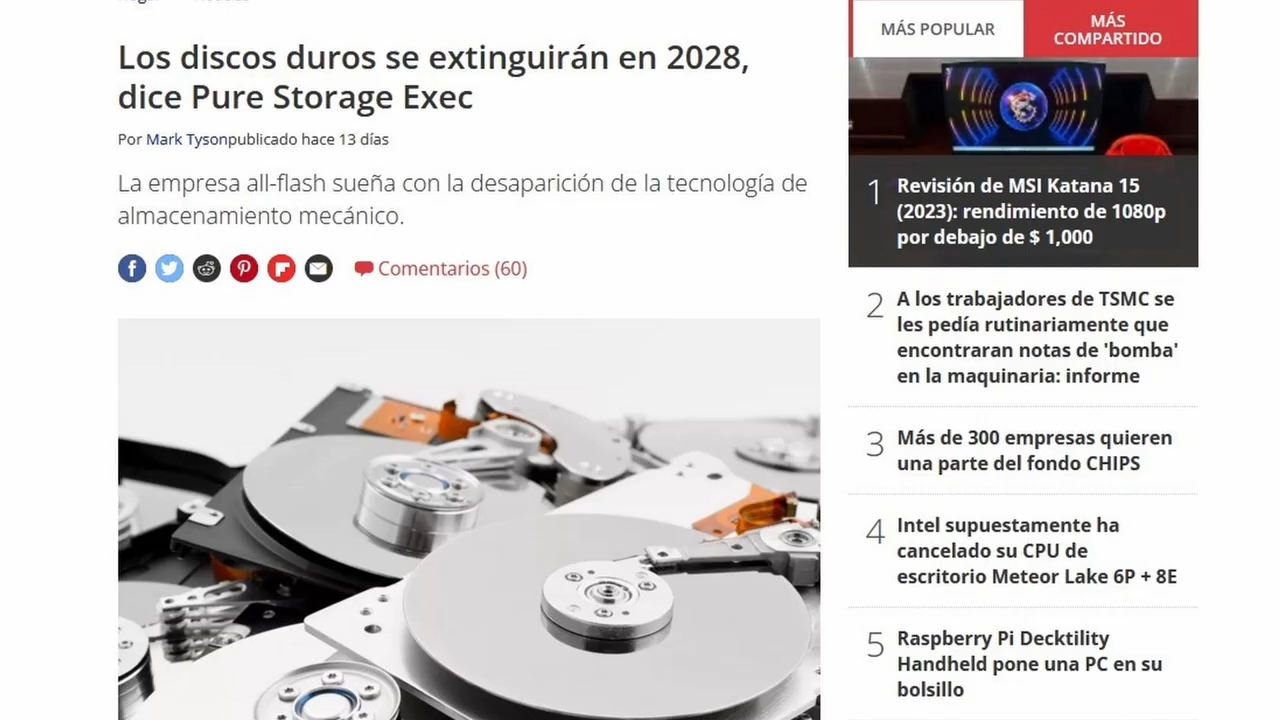 Los discos duros se extinguirán en 2028,
dice Pure Storage Exec
Por Mark Tysonpublicado hace 13 días
La empresa all-flash sueña con la desaparición de la tecnología de
almacenamiento mecánico.
Comentarios (60)
MÁS POPULAR
MÁS
COMPARTIDO
1
Revisión de MSI Katana 15
(2023): rendimiento de 1080p
por debajo de $ 1,000
2
A los trabajadores de TSMC se
les pedía rutinariamente que
encontraran notas de 'bomba'
en la maquinaria: informe
3
Más de 300 empresas quieren
una parte del fondo CHIPS
4
Intel supuestamente ha
cancelado su CPU de
escritorio Meteor Lake 6P + 8E
5
Raspberry Pi Decktility
Handheld pone una PC en su
bolsillo